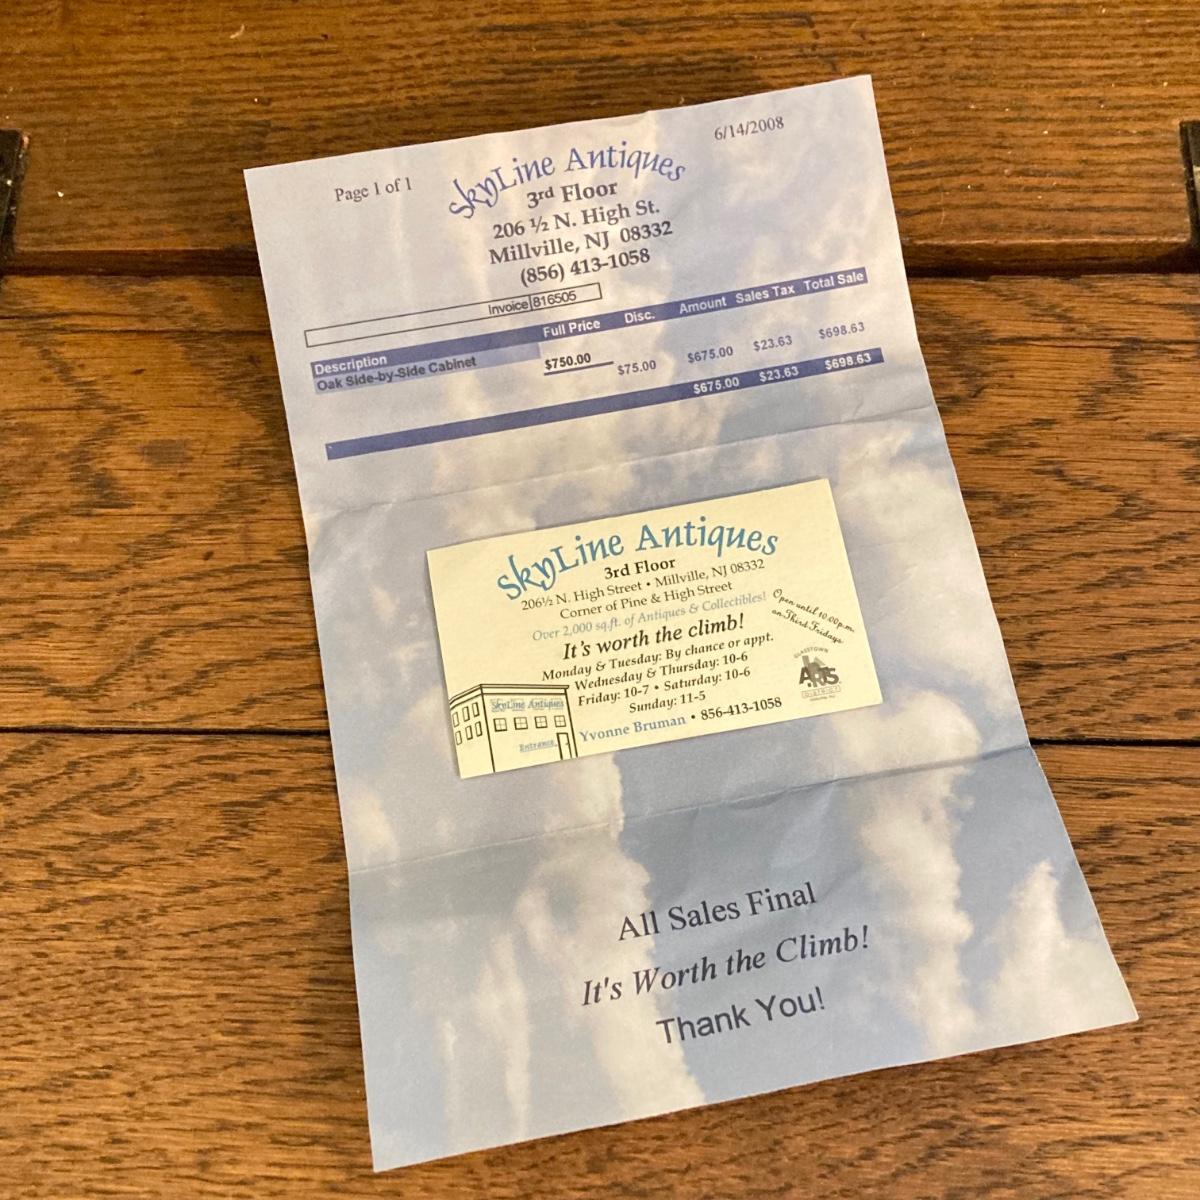 6/14/2008
Page 1 of 1
SkyLine Antiques
3rd Floor
206 ½ N. High St.
Millville, NJ 08332
(856) 413-1058
Invoice 816505
Description Full Price Disc. Amount Sales Tax Total Sale
Oak Side-by-Side Cabinet $750.00 $75.00 $675.00 $23.63 $698.63
$675.00 $23.63 $698.63
SkyLine Antiques
3rd Floor
206½ N. High Street • Millville, NJ 08332
Corner of Pine & High Street
Over 2,000 sq.ft. of Antiques & Collectibles!
Open until 10:00p.m.
on Third Fridays
It's worth the climb!
Monday & Tuesday: By chance or appt.
Wednesday & Thursday: 10-6
Friday: 10-7 • Saturday: 10-6
Sunday: 11-5
Yvonne Bruman • 856-413-1058
SkyLine Antiques
Entrance
GLASSTOWN
ARTS
DISTRICT
All Sales Final
It's Worth the Climb!
Thank You!